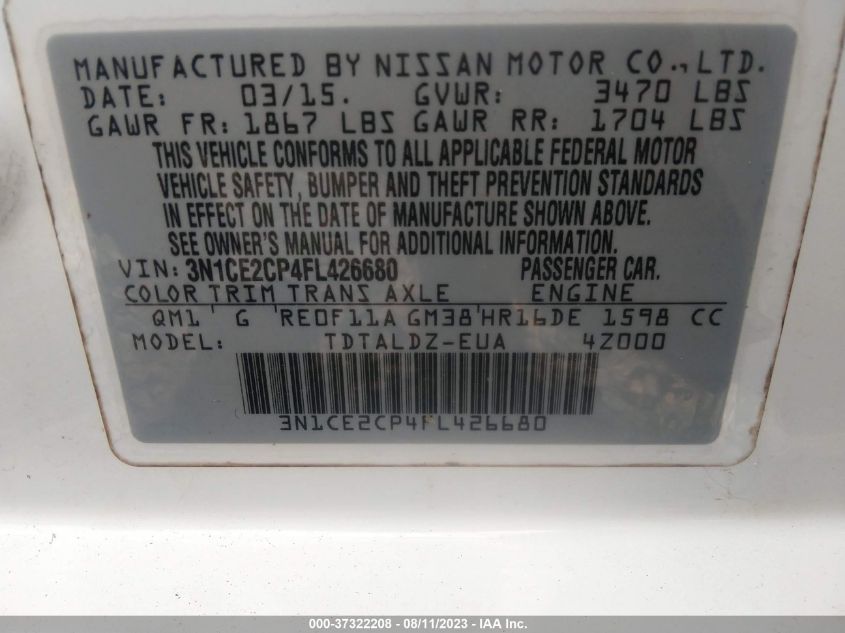 MANUFACTURED BY NISSAN MOTOR CO., LTD.
DATE: 03/15. GVWR: 3470 LBS
GAWR FR: 1867 LBS GAWR RR: 1704 LBS
THIS VEHICLE CONFORMS TO ALL APPLICABLE FEDERAL MOTOR
VEHICLE SAFETY, BUMPER AND THEFT PREVENTION STANDARDS
IN EFFECT ON THE DATE OF MANUFACTURE SHOWN ABOVE.
SEE OWNER'S MANUAL FOR ADDITIONAL INFORMATION.
VIN: 3N1CE2CP4FL426680 PASSENGER CAR.
COLOR TRIM TRANS AXLE ENGINE
QM1 ' G ' RE0F11A GM38 ' HR16DE 1598 CC
MODEL: TDTALDZ-EUA 4Z000
3N1CE2CP4FL426680
000-37322208 - 08/11/2023 - IAA Inc.